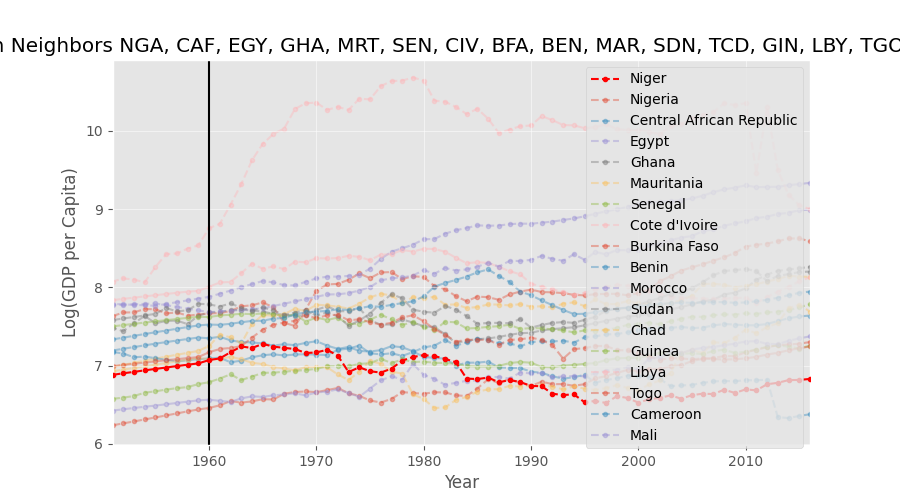 Neighbors NGA, CAF, EGY, GHA, MRT, SEN, CIV, BFA, BEN, MAR, SDN, TCD, GIN, LBY, TGO
Niger
Nigeria
Central African Republic
Egypt
Ghana
Mauritania
Senegal
Cote d'Ivoire
Burkina Faso
Benin
Morocco
Sudan
Chad
Guinea
Libya
Togo
Cameroon
Mali
10
9
8
7
6
Log(GDP per Capita)
1960 1970 1980 1990 2000 2010
Year